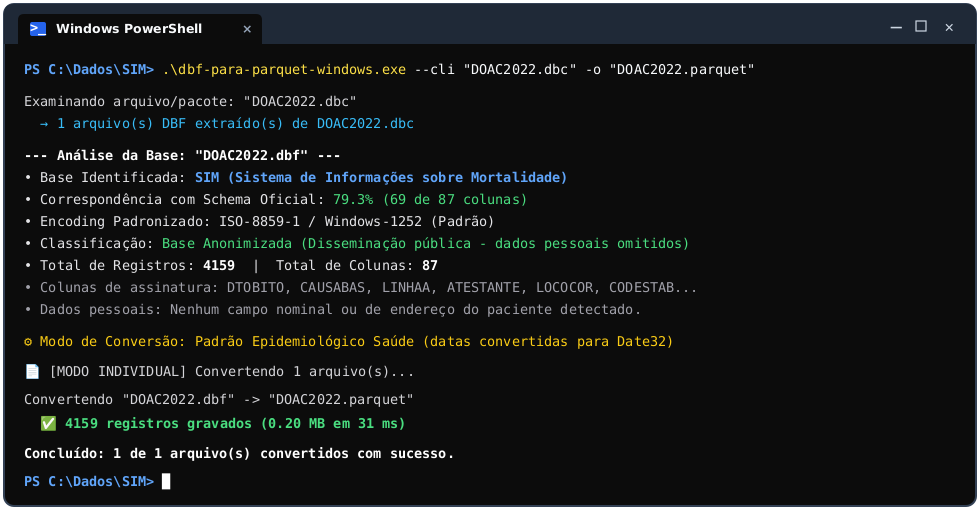 >_ Windows PowerShell ×
PS C:\Dados\SIM> .\dbf-para-parquet-windows.exe --cli "DOAC2022.dbc" -o "DOAC2022.parquet"
Examinando arquivo/pacote: "DOAC2022.dbc"
→ 1 arquivo(s) DBF extraído(s) de DOAC2022.dbc
--- Análise da Base: "DOAC2022.dbf" ---
• Base Identificada: SIM (Sistema de Informações sobre Mortalidade)
• Correspondência com Schema Oficial: 79.3% (69 de 87 colunas)
• Encoding Padronizado: ISO-8859-1 / Windows-1252 (Padrão)
• Classificação: Base Anonimizada (Disseminação pública - dados pessoais omitidos)
• Total de Registros: 4159 | Total de Colunas: 87
• Colunas de assinatura: DTOBITO, CAUSABAS, LINHAA, ATESTANTE, LOCOCOR, CODESTAB...
• Dados pessoais: Nenhum campo nominal ou de endereço do paciente detectado.
⚙ Modo de Conversão: Padrão Epidemiológico Saúde (datas convertidas para Date32)
📄 [MODO INDIVIDUAL] Convertendo 1 arquivo(s)...
Convertendo "DOAC2022.dbf" -> "DOAC2022.parquet"
✅ 4159 registros gravados (0.20 MB em 31 ms)
Concluído: 1 de 1 arquivo(s) convertidos com sucesso.
PS C:\Dados\SIM>